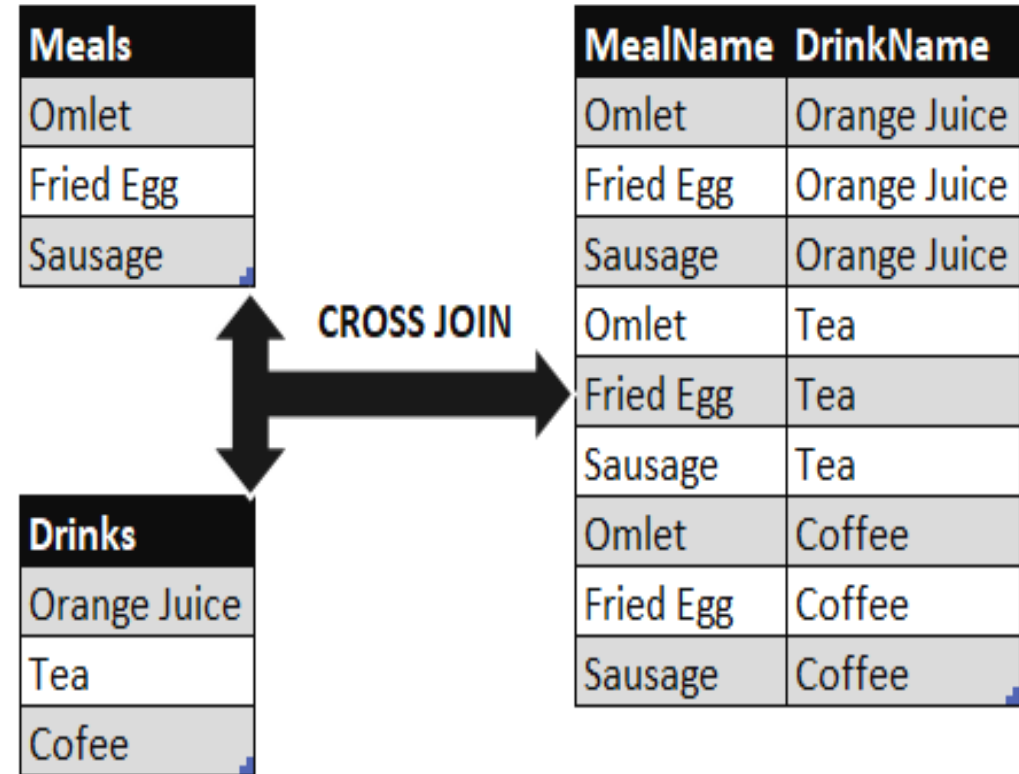 Meals
Omlet
Fried Egg
Sausage
CROSS JOIN
Drinks
Orange Juice
Tea
Cofee
MealName DrinkName
Omlet Orange Juice
Fried Egg Orange Juice
Sausage Orange Juice
Omlet Tea
Fried Egg Tea
Sausage Tea
Omlet Coffee
Fried Egg Coffee
Sausage Coffee